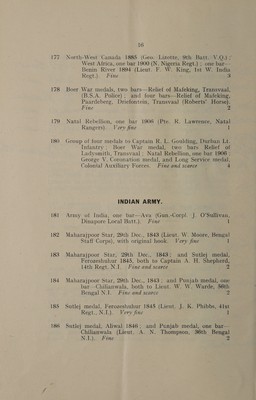 16
177 North-West Canada 1885 (Geo. Lizotte, 9th Batt. V.Q.)
West Africa, one bar 1900 (N. Nigeria Regt.); one bar—
Benin River 1894 (Lieut. F. W. King, 1st W. India
Regt.). Fine 3
178 Boer War medals, two bars—Relief of Mafeking, Transvaal,
(B.S.A. Police); and four bars—Relief of Mafeking,
Paardeberg, Driefontein, Transvaal (Roberts' Horse).
Fine 2
179 Natal Rebellion, one bar 1906 (Pte. R. Lawrence, Natal
Rangers). Very fine 1
180 Group of four medals to Captain R. L. Goulding, Durban Lt.
Infantry: Boer War medal, two bars Relief of
Ladysmith, Transvaal; Natal Rebellion, one bar 1906;
George V. Coronation medal, and Long Service medal,
Colonial Auxiliary Forces. Fine and scarce 4
INDIAN ARMY.
181 Army of India, one bar—Ava (Gun.-Corpl. J. O'Sullivan,
Dinapore Local Batt.). Fine 1
182 Maharajpoor Star, 29th Dec., 1843 (Lieut. W. Moore, Bengal
Staff Corps), with original hook. Very fine 1
183 Maharajpoor Star, 29th Dec., 1843; and Sutlej medal,
Ferozeshuhur 1845, both to Captain A. H. Shepherd,
14th Regt. N.I. Fine and scarce 2
184 Maharajpoor Star, 29th Dec., 1843; and Punjab medal, one
bar—Chilianwala, both to Lieut. W. W. Warde, 56th
Bengal N.I. Fine and scarce 2
185 Sutlej medal, Ferozeshuhur 1845 (Lieut. J. K. Phibbs, 41st
Regt., N.I.). Very fine 1
186 Sutlej medal, Aliwal 1846; and Punjab medal, one bar—
Chilianwala (Lieut. A. N. Thompson, 36th Bengal
N.I.). Fine 2